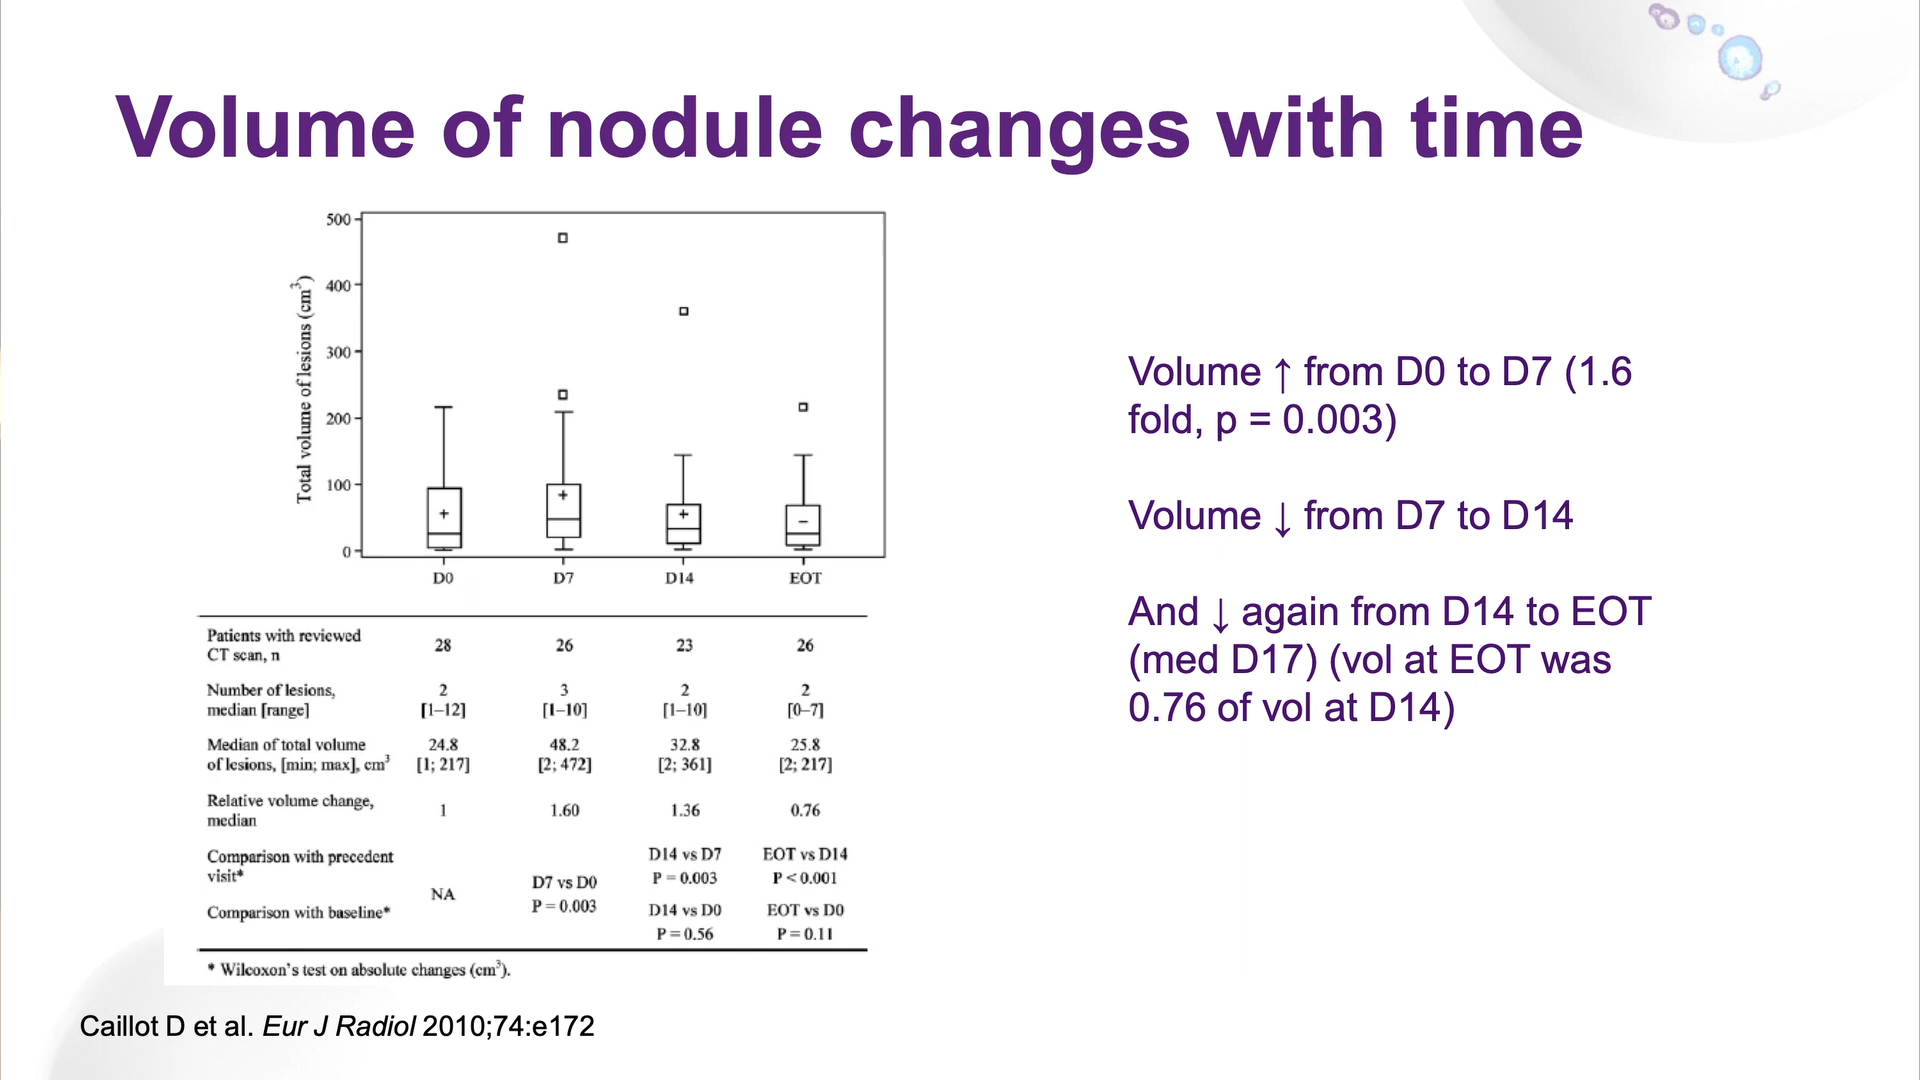 Volume of nodule changes with time
500
400
300
200
100
0
Total volume of lesions (cm³)
D0 D7 D14 EOT
Patients with reviewed
CT scan, n
28 26 23 26
Number of lesions,
median [range]
2 3 2 2
[1–12] [1–10] [1–10] [0–7]
Median of total volume
of lesions, [min; max], cm³
24.8 48.2 32.8 25.8
[1; 217] [2; 472] [2; 361] [2; 217]
Relative volume change,
median
1 1.60 1.36 0.76
Comparison with precedent
visit*
Comparison with baseline*
NA
D7 vs D0
P = 0.003
D14 vs D7
P = 0.003
D14 vs D0
P = 0.56
EOT vs D14
P < 0.001
EOT vs D0
P = 0.11
* Wilcoxon's test on absolute changes (cm³).
Volume ↑ from D0 to D7 (1.6
fold, p = 0.003)
Volume ↓ from D7 to D14
And ↓ again from D14 to EOT
(med D17) (vol at EOT was
0.76 of vol at D14)
Caillot D et al. Eur J Radiol 2010;74:e172